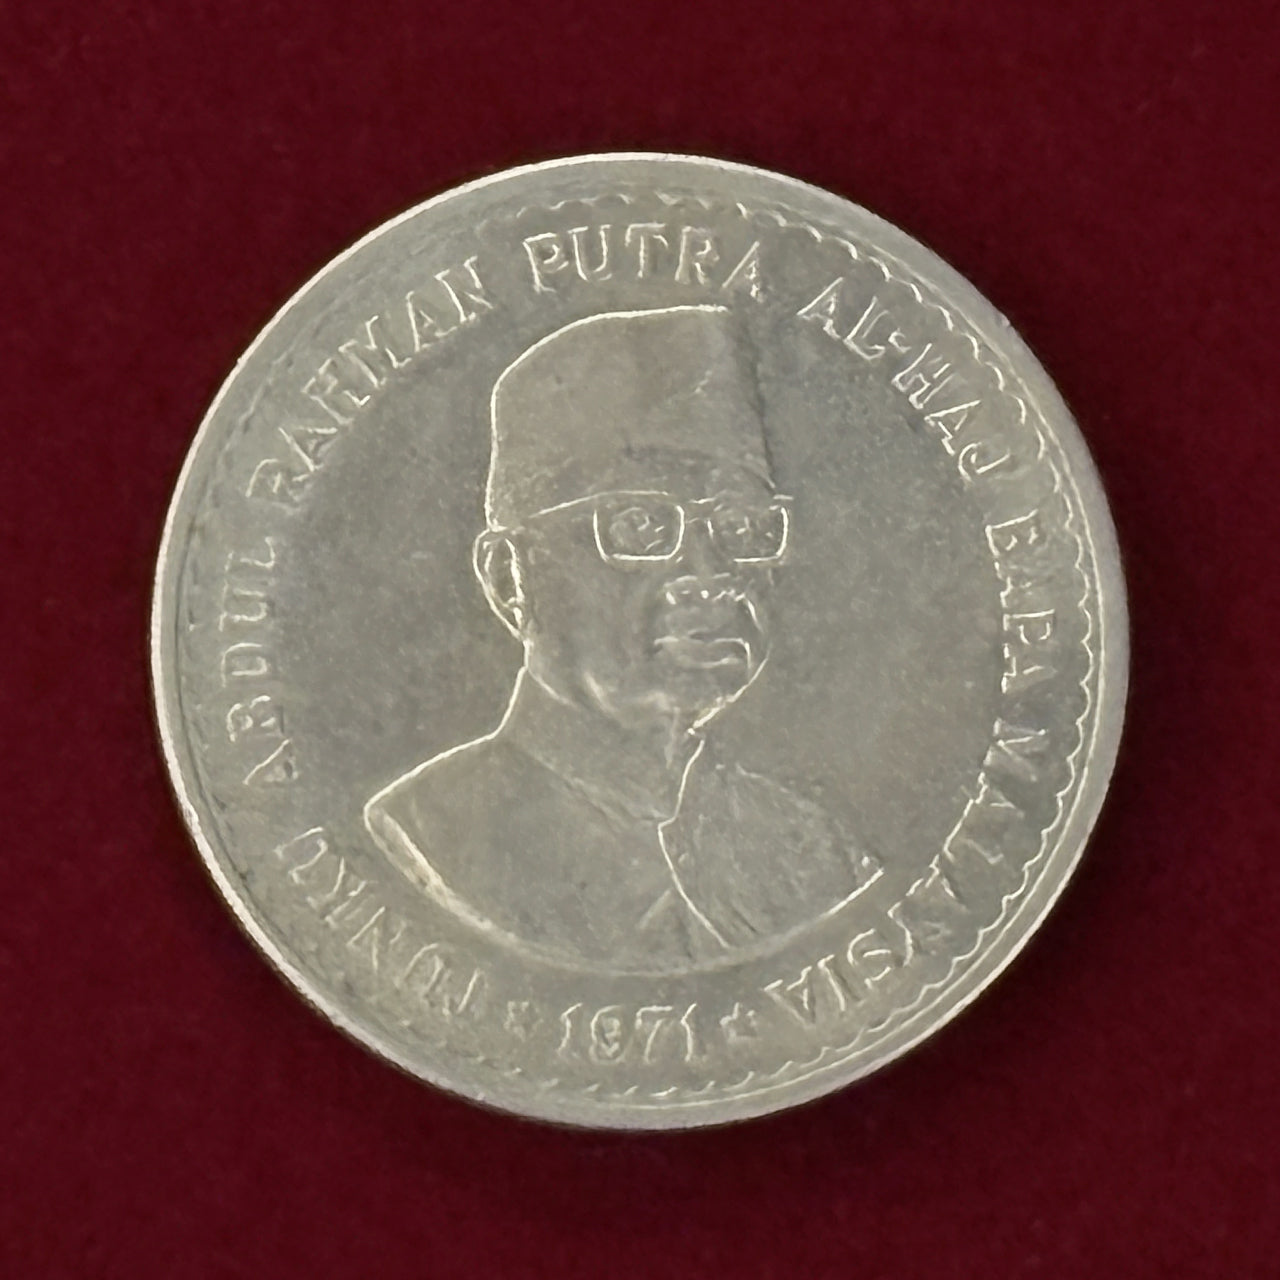 TUNKU ABDUL RAHMAN PUTRA AL-HAJ BAPA MALAYSIA
* 1971 *